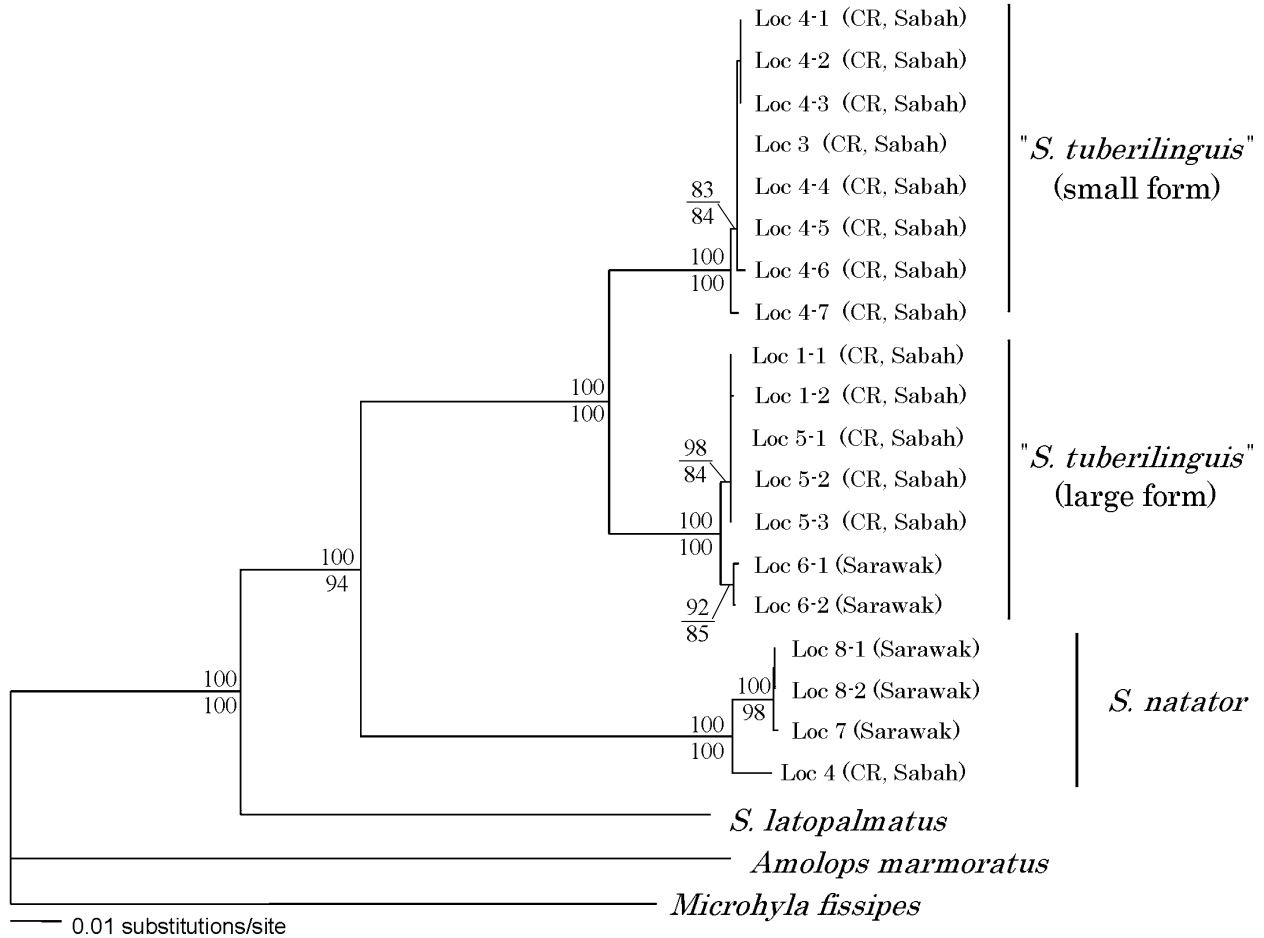 Loc 4-1 (CR, Sabah)
Loc 4-2 (CR, Sabah)
Loc 4-3 (CR, Sabah)
Loc 3 (CR, Sabah)
"S. tuberilinguis"
(small form)
Loc 4-4 (CR, Sabah)
83
84
Loc 4-5 (CR, Sabah)
100
100
Loc 4-6 (CR, Sabah)
Loc 4-7 (CR, Sabah)
Loc 1-1 (CR, Sabah)
100
100
Loc 1-2 (CR, Sabah)
Loc 5-1 (CR, Sabah)
98
84
"S. tuberilinguis"
(large form)
Loc 5-2 (CR, Sabah)
Loc 5-3 (CR, Sabah)
100
100
100
94
Loc 6-1 (Sarawak)
Loc 6-2 (Sarawak)
92
85
Loc 8-1 (Sarawak)
100
100
100
98
Loc 8-2 (Sarawak)
S. natator
Loc 7 (Sarawak)
100
100
Loc 4 (CR, Sabah)
S. latopalmatus
Amolops marmoratus
Microhyla fissipes
0.01 substitutions/site